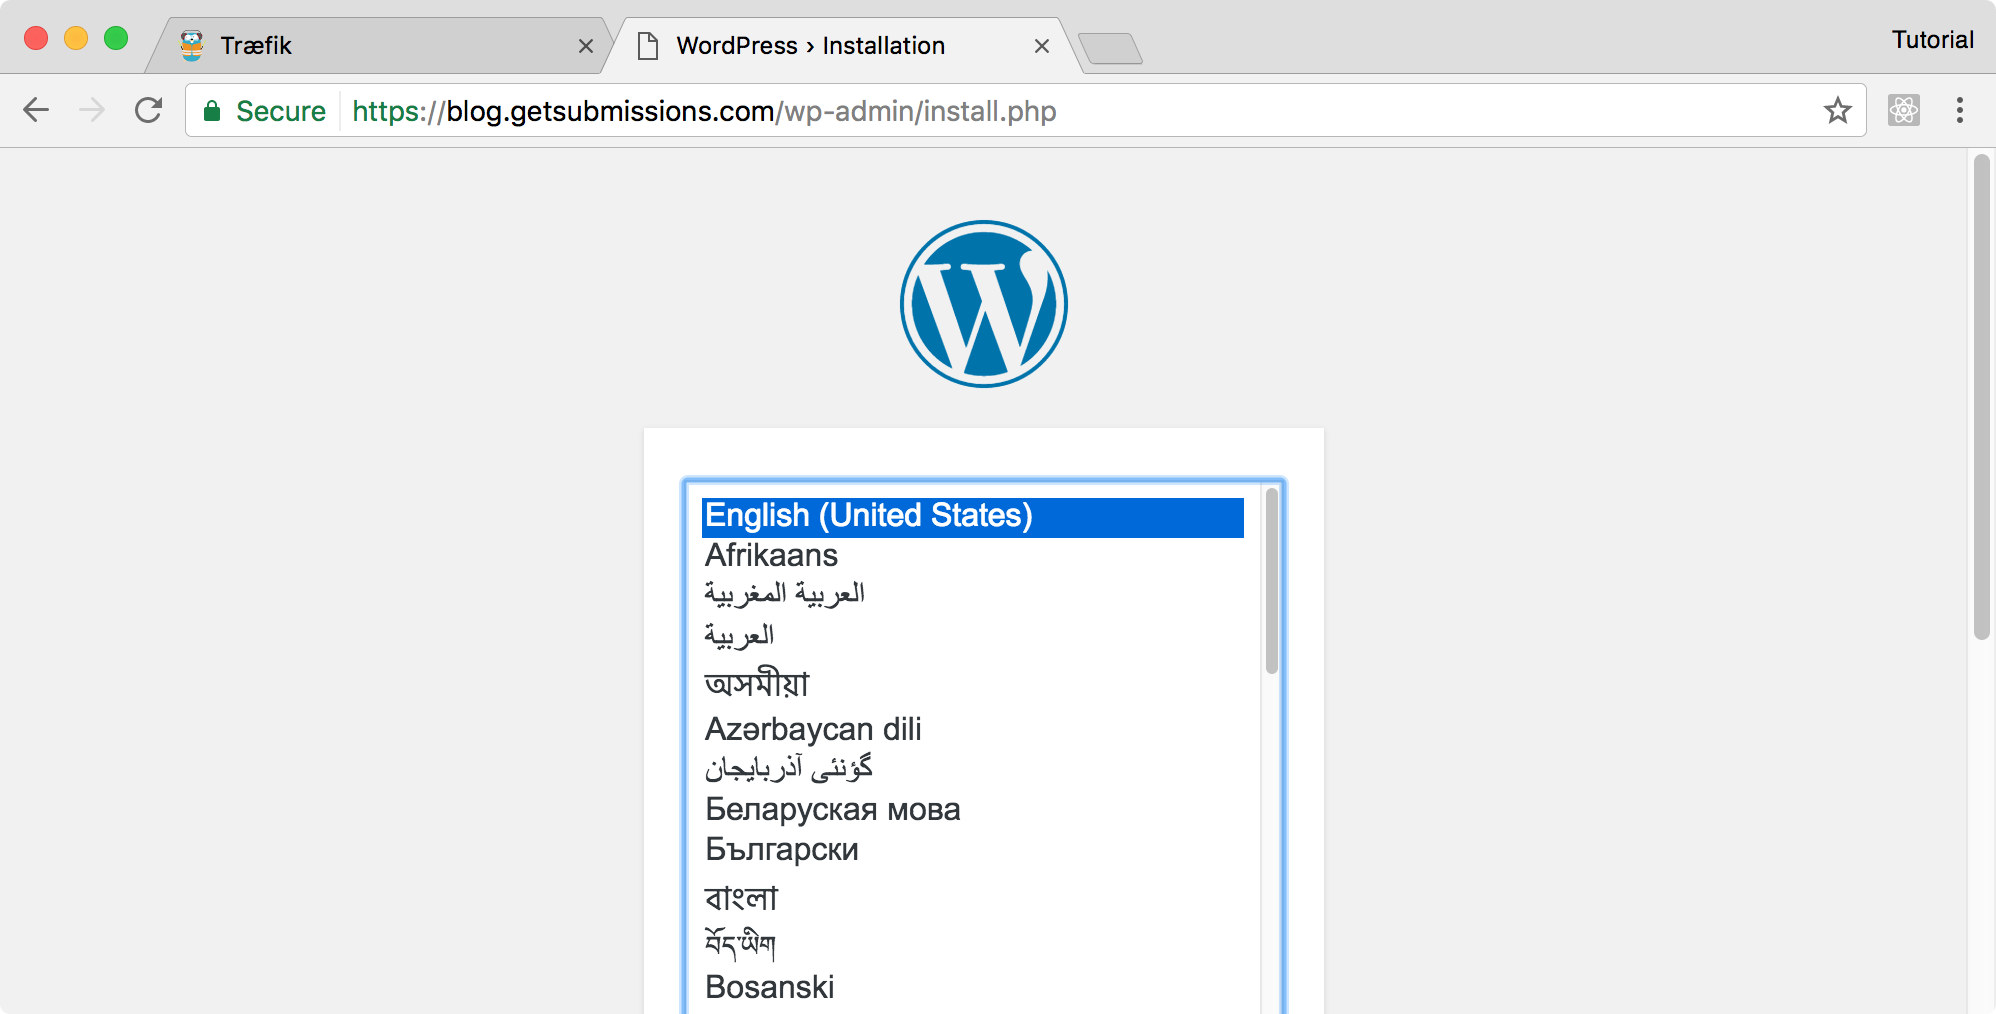 Træfik
WordPress › Installation
Tutorial
Secure
https://blog.getsubmissions.com/wp-admin/install.php
English (United States)
Afrikaans
العربية المغربية
العربية
অসমীয়া
Azərbaycan dili
گؤنئی آذربایجان
Беларуская мова
Български
বাংলা
བོད་ཡིག
Bosanski